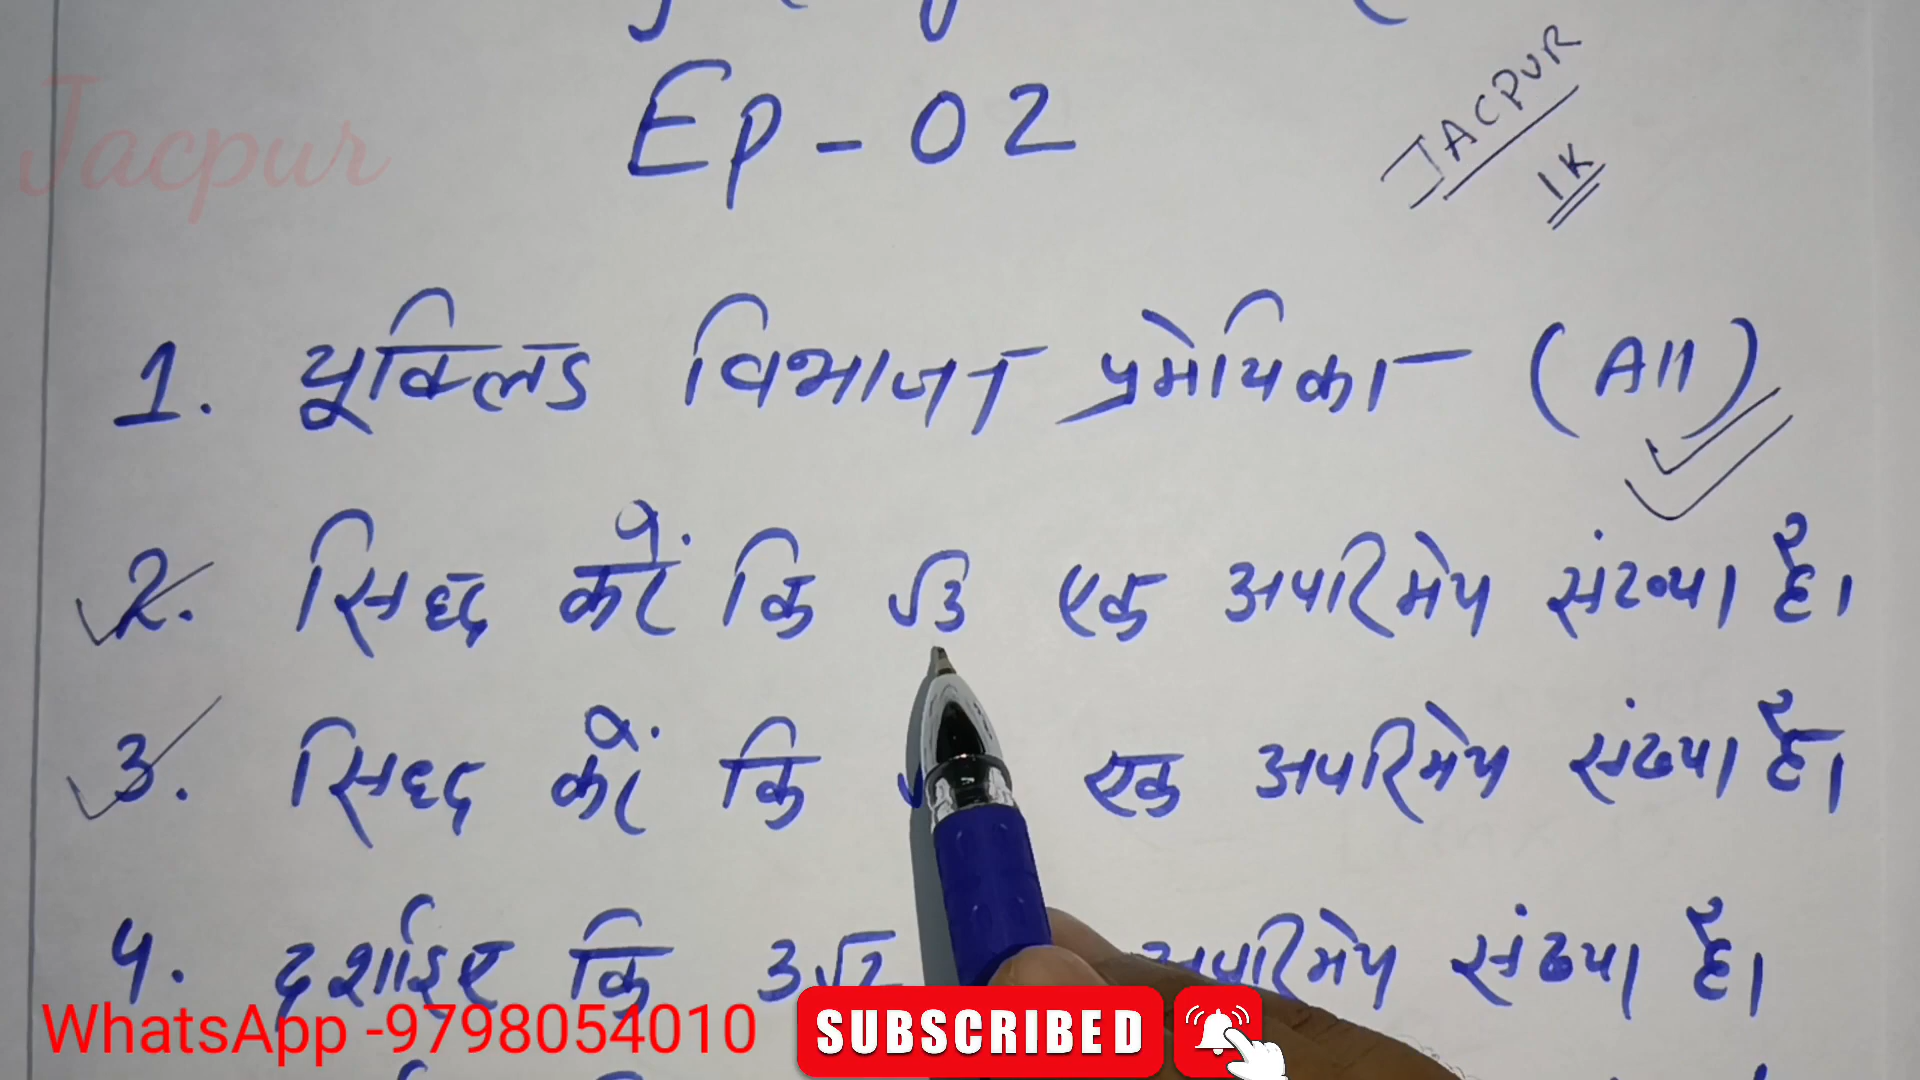 Jacpur
Ep - 02
JACPUR
1K
1. यूक्लिड विभाजन प्रमेयिका - (All)
2. सिद्ध करें कि √3 एक अपरिमेय संख्या है।
3. सिद्ध करें कि √ एक अपरिमेय संख्या है।
4. दर्शाइए कि 3√2 अपरिमेय संख्या है।
WhatsApp -9798054010
SUBSCRIBED